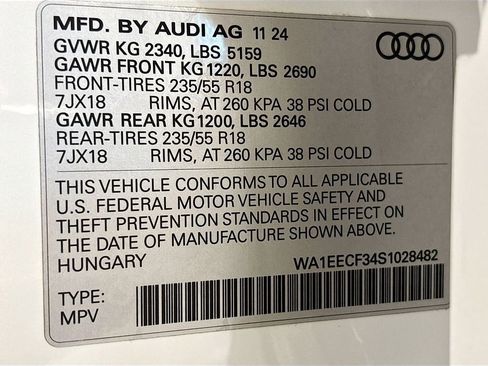 MFD. BY AUDI AG 11 24
GVWR KG 2340, LBS 5159
GAWR FRONT KG 1220, LBS 2690
FRONT-TIRES 235/55 R18
7JX18 RIMS, AT 260 KPA 38 PSI COLD
GAWR REAR KG1200, LBS 2646
REAR-TIRES 235/55 R18
7JX18 RIMS, AT 260 KPA 38 PSI COLD
THIS VEHICLE CONFORMS TO ALL APPLICABLE
U.S. FEDERAL MOTOR VEHICLE SAFETY AND
THEFT PREVENTION STANDARDS IN EFFECT ON
THE DATE OF MANUFACTURE SHOWN ABOVE.
HUNGARY WA1EECF34S1028482
TYPE:
MPV